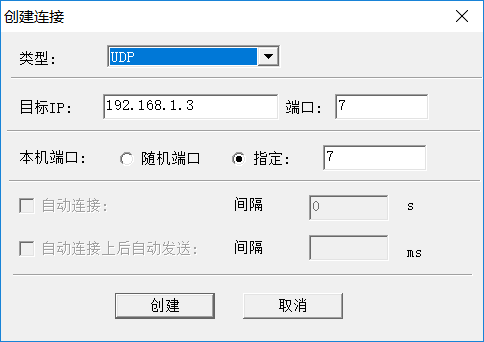 创建连接
类型: UDP
目标IP: 192.168.1.3 端口: 7
本机端口: 随机端口 指定: 7
自动连接: 间隔 0 s
自动连接上后自动发送: 间隔 ms
创建 取消